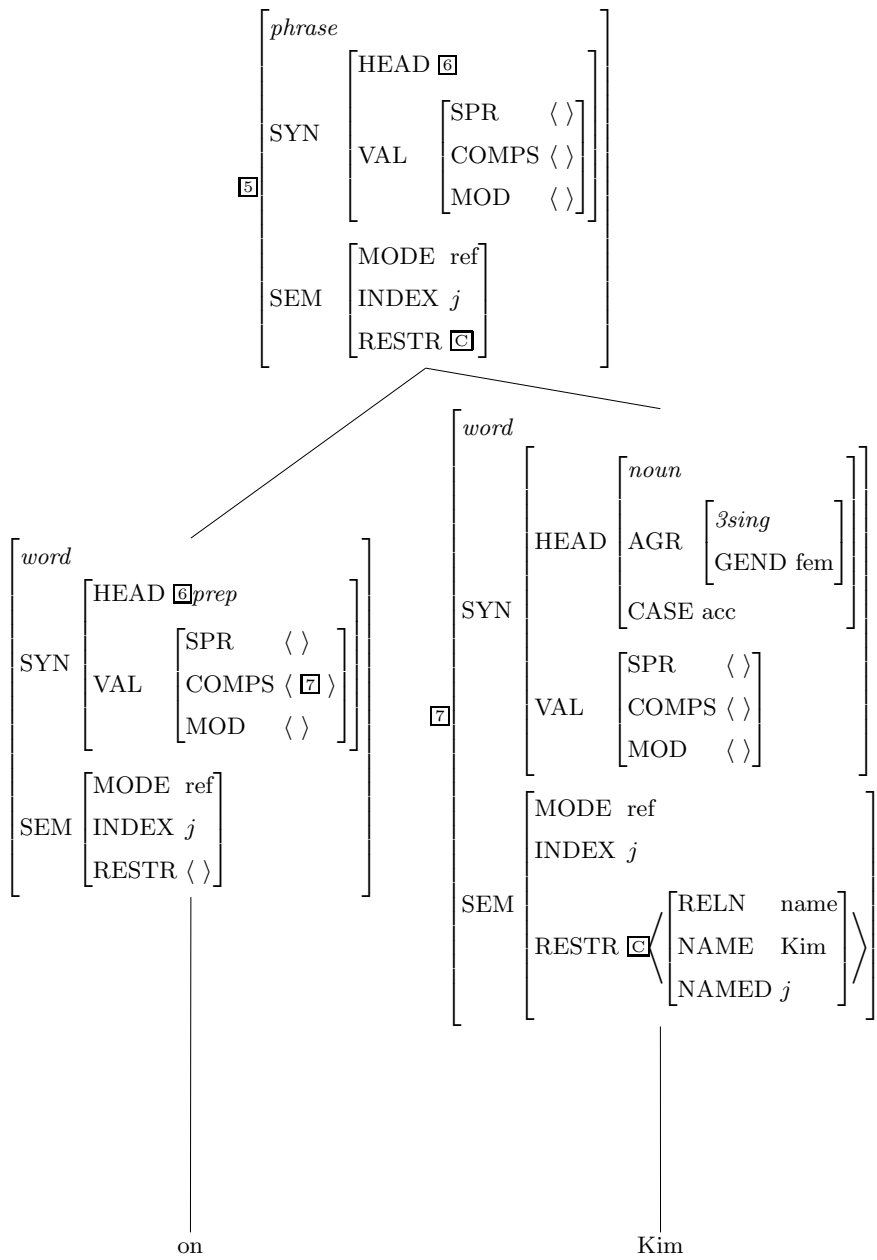 phrase
HEAD 6
SPR ⟨ ⟩
SYN
VAL COMPS ⟨ ⟩
5
MOD ⟨ ⟩
MODE ref
SEM INDEX j
RESTR C
word
noun
3sing
HEAD AGR
GEND fem
CASE acc
SYN
SPR ⟨ ⟩
VAL COMPS ⟨ ⟩
7
MOD ⟨ ⟩
MODE ref
INDEX j
SEM
RELN name
RESTR C ⟨ NAME Kim ⟩
NAMED j
word
HEAD 6 prep
SPR ⟨ ⟩
SYN
VAL COMPS ⟨ 7 ⟩
MOD ⟨ ⟩
MODE ref
SEM INDEX j
RESTR ⟨ ⟩
on Kim